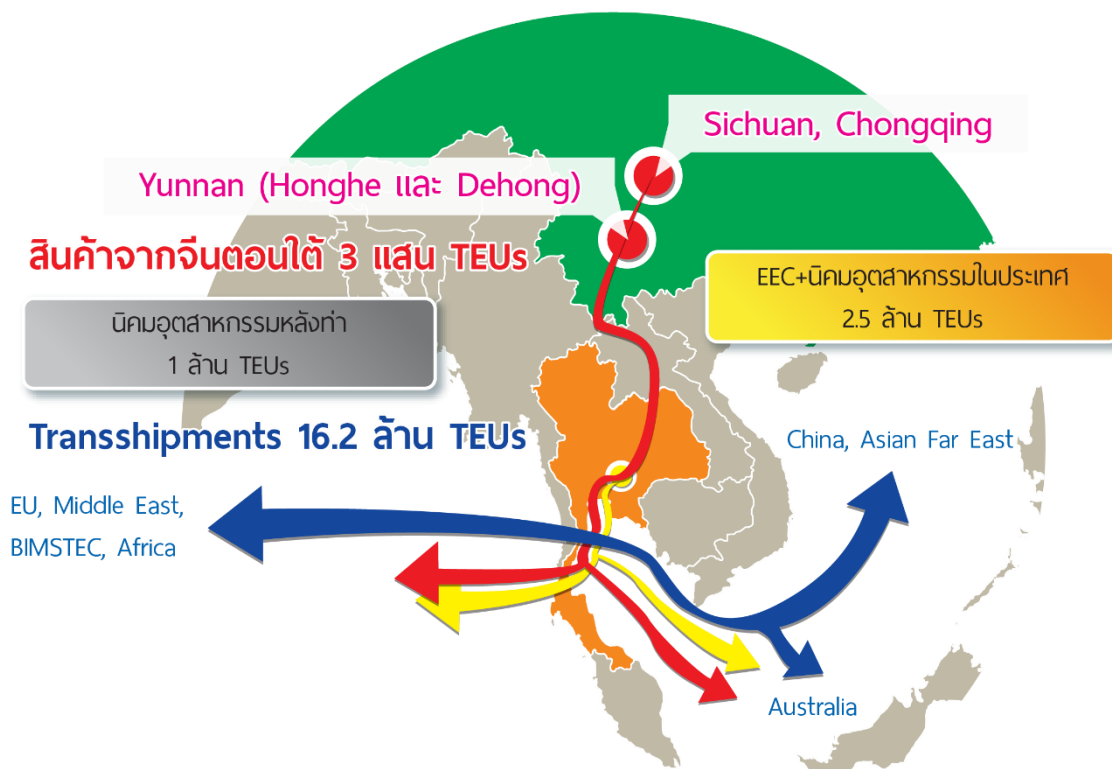 Sichuan, Chongqing
Yunnan (Honghe และ Dehong)
สินค้าจากจีนตอนใต้ 3 แสน TEUs
EEC+นิคมอุตสาหกรรมในประเทศ
2.5 ล้าน TEUs
นิคมอุตสาหกรรมหลังท่า
1 ล้าน TEUs
Transshipments 16.2 ล้าน TEUs
China, Asian Far East
EU, Middle East,
BIMSTEC, Africa
Australia